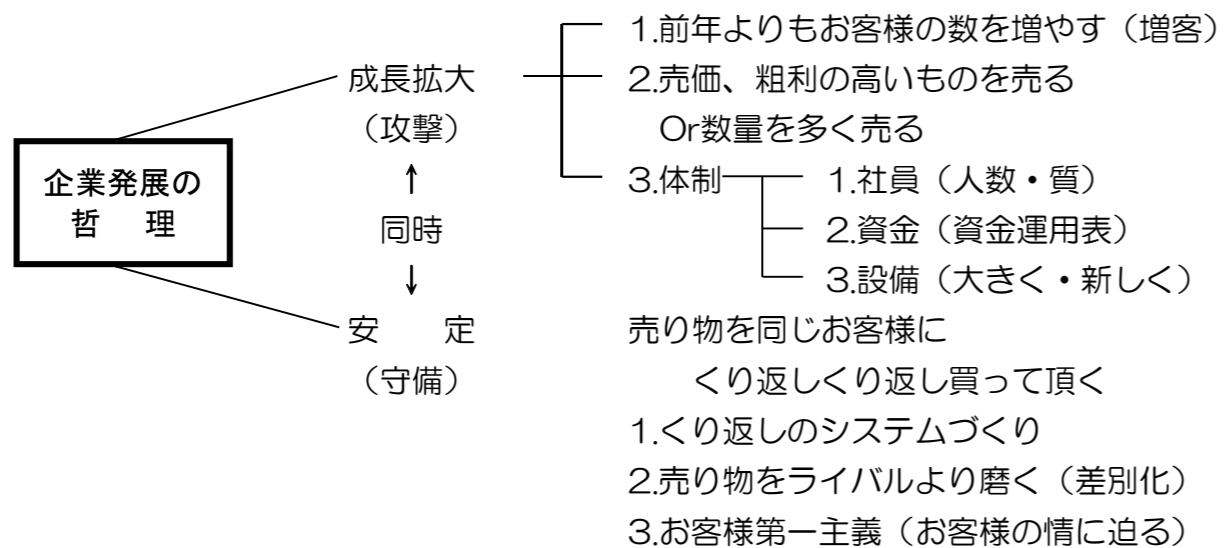 企業発展の
哲　理
成長拡大
（攻撃）
↑
同時
↓
安　　定
（守備）
1.前年よりもお客様の数を増やす（増客）
2.売価、粗利の高いものを売る
Or数量を多く売る
3.体制
1.社員（人数・質）
2.資金（資金運用表）
3.設備（大きく・新しく）
売り物を同じお客様に
くり返しくり返し買って頂く
1.くり返しのシステムづくり
2.売り物をライバルより磨く（差別化）
3.お客様第一主義（お客様の情に迫る）